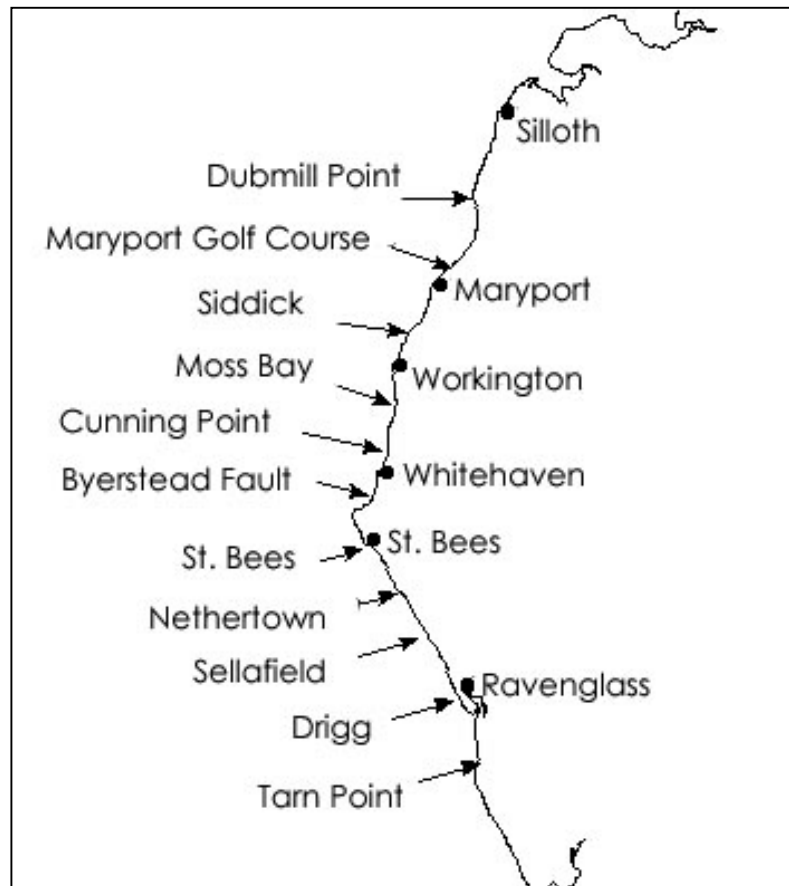 Silloth
Dubmill Point
Maryport Golf Course
Maryport
Siddick
Moss Bay
Workington
Cunning Point
Byerstead Fault
Whitehaven
St. Bees
St. Bees
Nethertown
Sellafield
Ravenglass
Drigg
Tarn Point